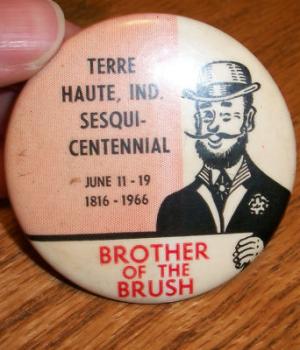 TERRE
HAUTE, IND.
SESQUI-
CENTENNIAL
JUNE 11 - 19
1816 - 1966
BROTHER
OF THE
BRUSH